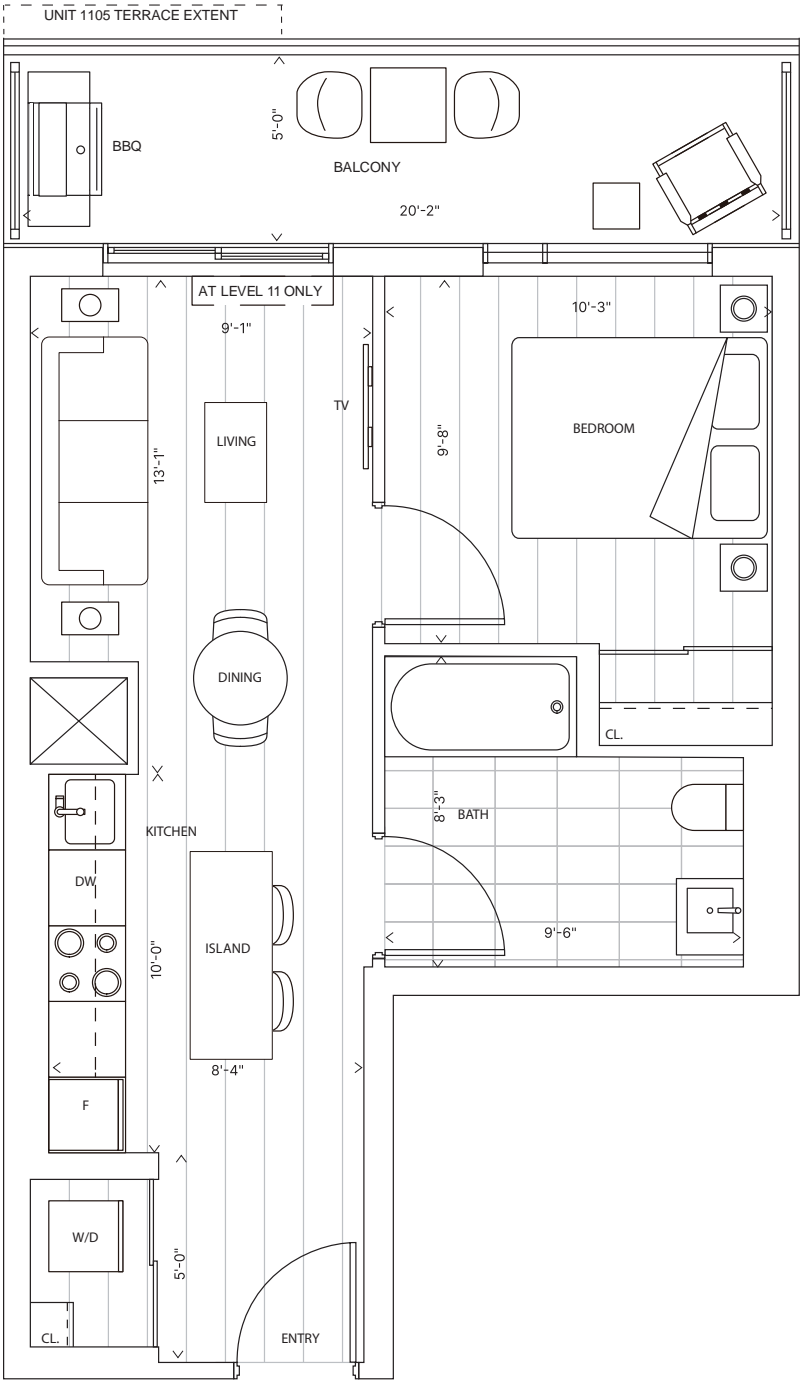 UNIT 1105 TERRACE EXTENT
5'-0"
BBQ
BALCONY
20'-2"
AT LEVEL 11 ONLY
9'-1"
10'-3"
TV
BEDROOM
LIVING
9'-8"
13'-1"
DINING
CL.
KITCHEN
8'-3"
BATH
DW
ISLAND
9'-6"
10'-0"
8'-4"
F
W/D
5'-0"
CL.
ENTRY